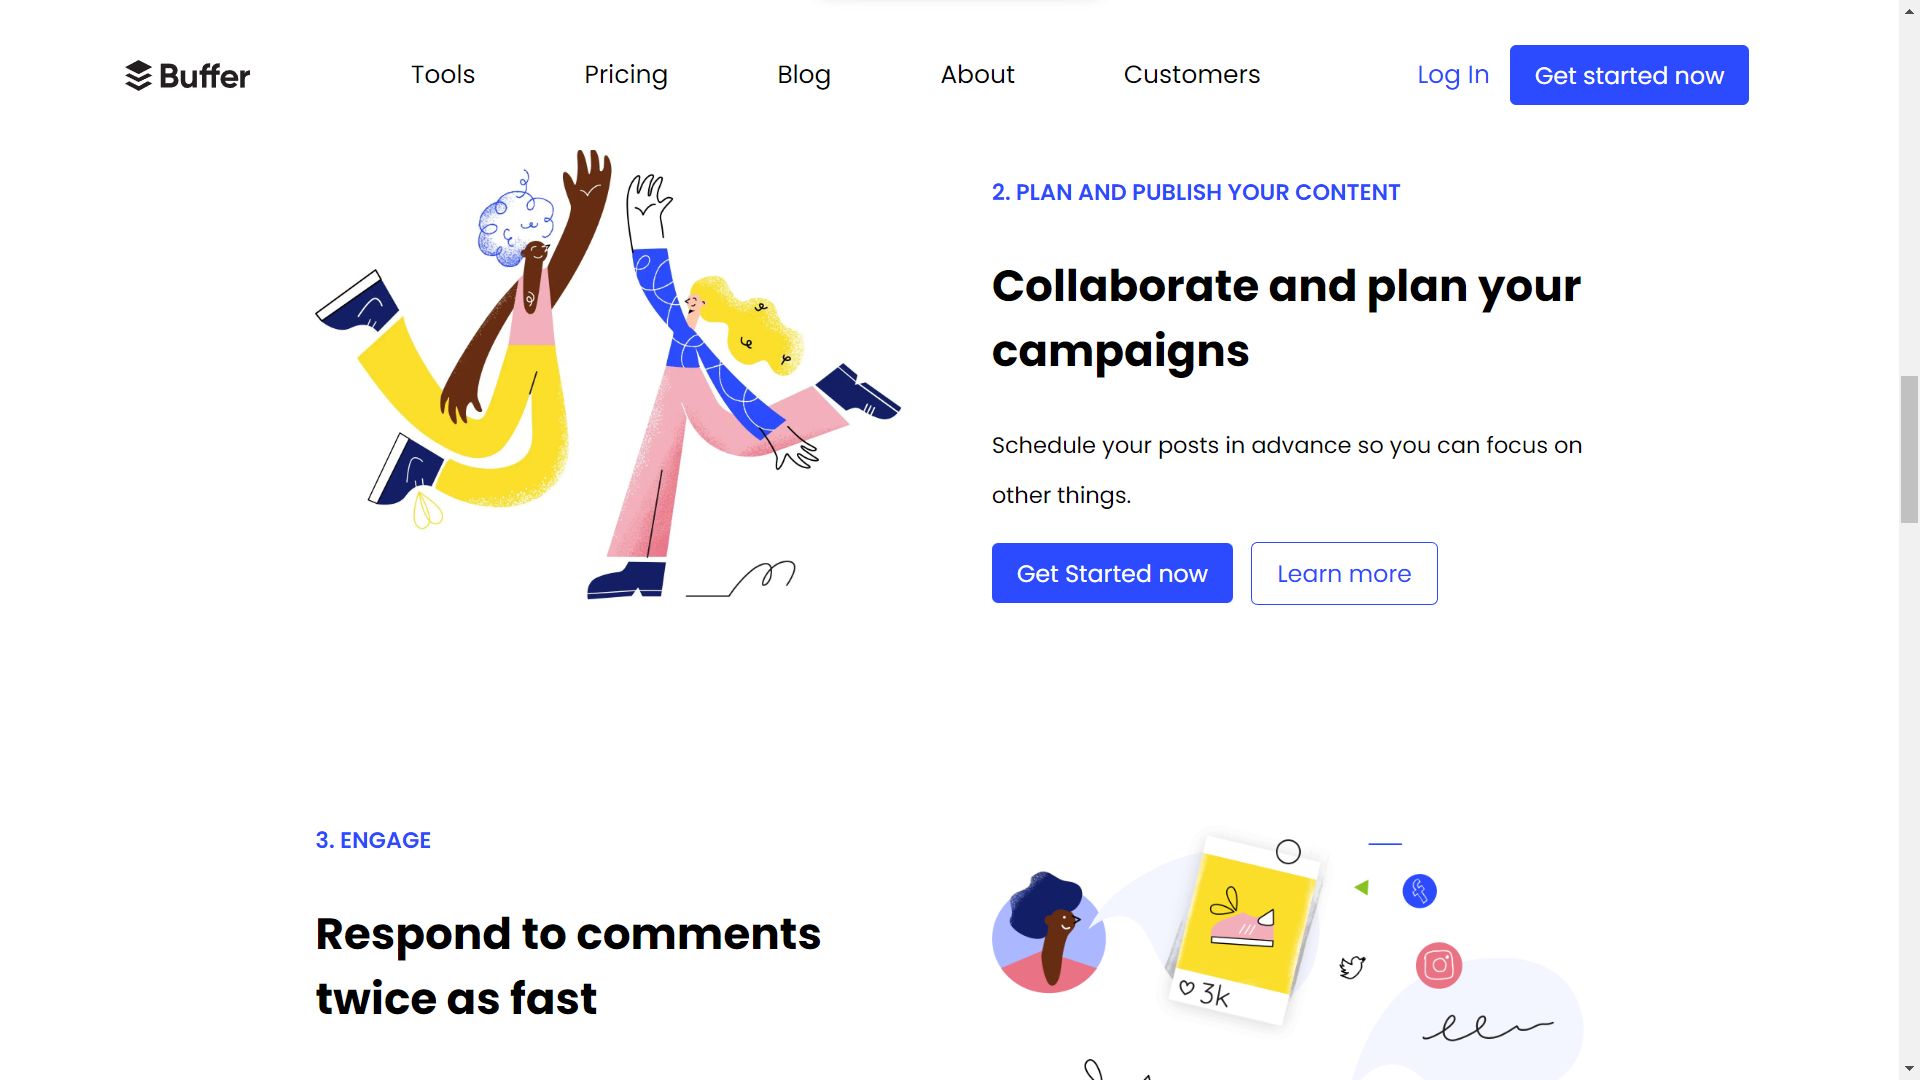 Buffer
Tools
Pricing
Blog
About
Customers
Log In
Get started now
2. PLAN AND PUBLISH YOUR CONTENT
Collaborate and plan your
campaigns
Schedule your posts in advance so you can focus on
other things.
Get Started now
Learn more
3. ENGAGE
Respond to comments
twice as fast
3k